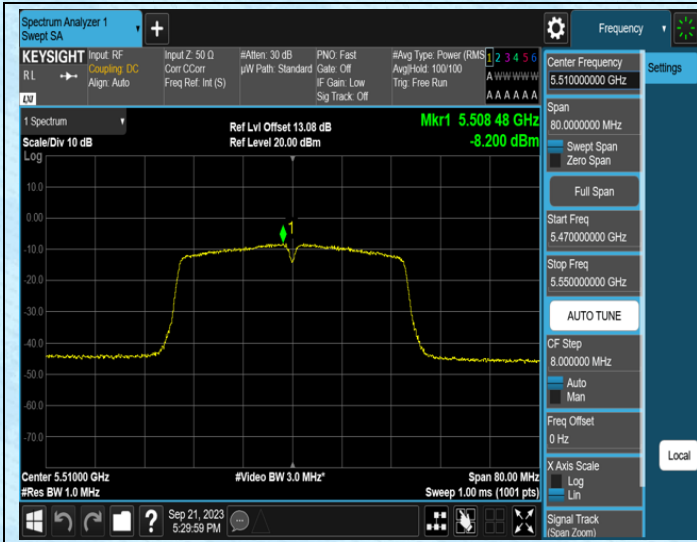 Spectrum Analyzer 1
Swept SA
Frequency
KEYSIGHT
RL
Input: RF
Coupling: DC
Align: Auto
Input Z: 50 Ω
Corr CCorr
Freq Ref: Int (S)
#Atten: 30 dB
µW Path: Standard
PNO: Fast
Gate: Off
IF Gain: Low
Sig Track: Off
#Avg Type: Power (RMS
Avg|Hold: 100/100
Trig: Free Run
1 2 3 4 5 6
A W W W W W
A A A A A A
LXI
1 Spectrum
Scale/Div 10 dB
Log
Ref Lvl Offset 13.08 dB
Ref Level 20.00 dBm
Mkr1 5.508 48 GHz
-8.200 dBm
10.0
0.00
-10.0
-20.0
-30.0
-40.0
-50.0
-60.0
-70.0
1
Center 5.51000 GHz
#Res BW 1.0 MHz
#Video BW 3.0 MHz*
Span 80.00 MHz
Sweep 1.00 ms (1001 pts)
Sep 21, 2023
5:29:59 PM
Center Frequency
5.510000000 GHz
Span
80.0000000 MHz
Swept Span
Zero Span
Full Span
Start Freq
5.470000000 GHz
Stop Freq
5.550000000 GHz
AUTO TUNE
CF Step
8.000000 MHz
Auto
Man
Freq Offset
0 Hz
X Axis Scale
Log
Lin
Signal Track
(Span Zoom)
Settings
Local